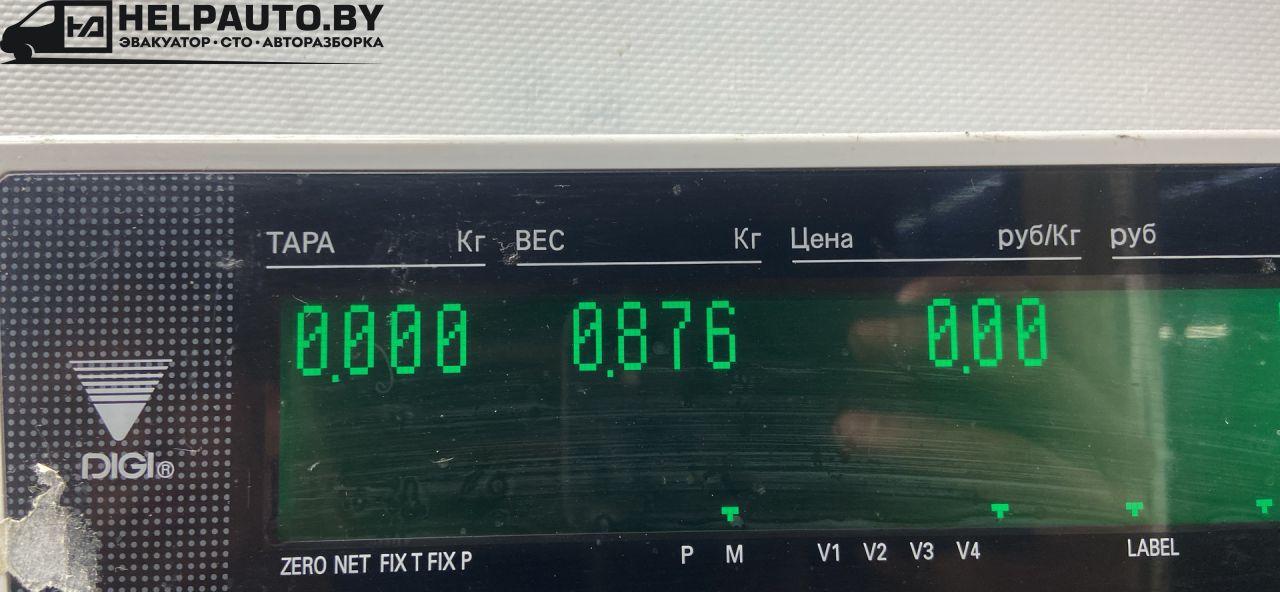 HELPAUTO.BY
ЭВАКУАТОР·СТО·АВТОРАЗБОРКА
ТАРА Кг ВЕС Кг Цена руб/Кг руб
0.000 0.876 0.00
DIGI®
ZERO NET FIX T FIX P P M V1 V2 V3 V4 LABEL